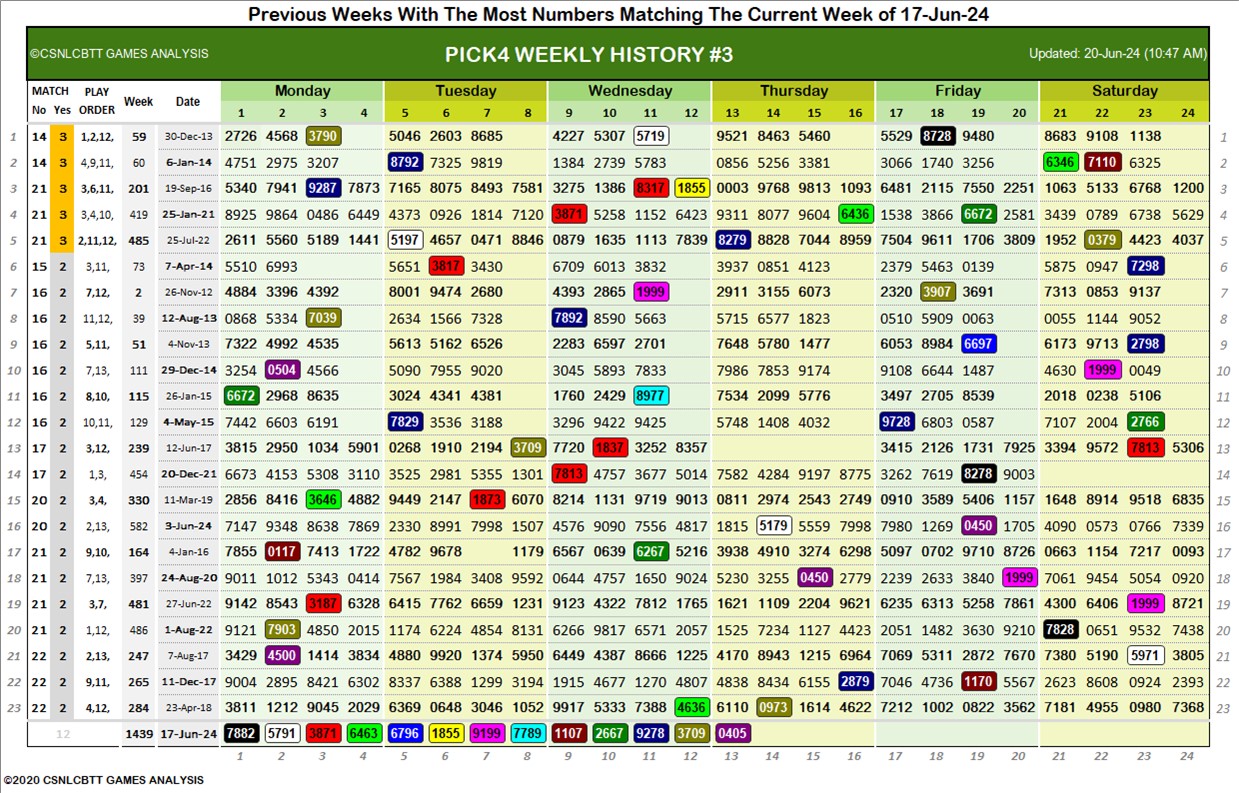 Previous Weeks With The Most Numbers Matching The Current Week of 17-Jun-24
©CSNLCBTT GAMES ANALYSIS PICK4 WEEKLY HISTORY #3 Updated: 20-Jun-24 (10:47 AM)
MATCH PLAY Week Date Monday Tuesday Wednesday Thursday Friday Saturday
No Yes ORDER 1 2 3 4 5 6 7 8 9 10 11 12 13 14 15 16 17 18 19 20 21 22 23 24
1 14 3 1,2,12, 59 30-Dec-13 2726 4568 3790 5046 2603 8685 4227 5307 5719 9521 8463 5460 5529 8728 9480 8683 9108 1138 1
2 14 3 4,9,11, 60 6-Jan-14 4751 2975 3207 8792 7325 9819 1384 2739 5783 0856 5256 3381 3066 1740 3256 6346 7110 6325 2
3 21 3 3,6,11, 201 19-Sep-16 5340 7941 9287 7873 7165 8075 8493 7581 3275 1386 8317 1855 0003 9768 9813 1093 6481 2115 7550 2251 1063 5133 6768 1200 3
4 21 3 3,4,10, 419 25-Jan-21 8925 9864 0486 6449 4373 0926 1814 7120 3871 5258 1152 6423 9311 8077 9604 6436 1538 3866 6672 2581 3439 0789 6738 5629 4
5 21 3 2,11,12, 485 25-Jul-22 2611 5560 5189 1441 5197 4657 0471 8846 0879 1635 1113 7839 8279 8828 7044 8959 7504 9611 1706 3809 1952 0379 4423 4037 5
6 15 2 3,11, 73 7-Apr-14 5510 6993 5651 3817 3430 6709 6013 3832 3937 0851 4123 2379 5463 0139 5875 0947 7298 6
7 16 2 7,12, 2 26-Nov-12 4884 3396 4392 8001 9474 2680 4393 2865 1999 2911 3155 6073 2320 3907 3691 7313 0853 9137 7
8 16 2 11,12, 39 12-Aug-13 0868 5334 7039 2634 1566 7328 7892 8590 5663 5715 6577 1823 0510 5909 0063 0055 1144 9052 8
9 16 2 5,11, 51 4-Nov-13 7322 4992 4535 5613 5162 6526 2283 6597 2701 7648 5780 1477 6053 8984 6697 6173 9713 2798 9
10 16 2 7,13, 111 29-Dec-14 3254 0504 4566 5090 7955 9020 3045 5893 7833 7986 7853 9174 9108 6644 1487 4630 1999 0049 10
11 16 2 8,10, 115 26-Jan-15 6672 2968 8635 3024 4341 4381 1760 2429 8977 7534 2099 5776 3497 2705 8539 2018 0238 5106 11
12 16 2 10,11, 129 4-May-15 7442 6603 6191 7829 3536 3188 3296 9422 9425 5748 1408 4032 9728 6803 0587 7107 2004 2766 12
13 17 2 3,12, 239 12-Jun-17 3815 2950 1034 5901 0268 1910 2194 3709 7720 1837 3252 8357 3415 2126 1731 7925 3394 9572 7813 5306 13
14 17 2 1,3, 454 20-Dec-21 6673 4153 5308 3110 3525 2981 5355 1301 7813 4757 3677 5014 7582 4284 9197 8775 3262 7619 8278 9003 14
15 20 2 3,4, 330 11-Mar-19 2856 8416 3646 4882 9449 2147 1873 6070 8214 1131 9719 9013 0811 2974 2543 2749 0910 3589 5406 1157 1648 8914 9518 6635 15
16 20 2 2,13, 582 3-Jun-24 7147 9348 8638 7869 2330 8991 7998 1507 4576 9090 7556 4817 1815 5179 5559 7998 7980 1269 0450 1705 4090 0573 0766 7339 16
17 21 2 9,10, 164 4-Jan-16 7855 0117 7413 1722 4782 9678 1179 6567 0639 6267 5216 3938 4910 3274 6298 5097 0702 9710 8726 0663 1154 7217 0093 17
18 21 2 7,13, 397 24-Aug-20 9011 1012 5343 0414 7567 1984 3408 9592 0644 4757 1650 9024 5230 3255 0450 2779 2239 2633 3840 1999 7061 9454 5054 0920 18
19 21 2 3,7, 481 27-Jun-22 9142 8543 3187 6328 6415 7762 6659 1231 9123 4322 7812 1765 1621 1109 2204 9621 6235 6313 5258 7861 4300 6406 1999 8721 19
20 21 2 1,12, 486 1-Aug-22 9121 7903 4850 2015 1174 6224 4854 8131 6266 9817 6571 2057 1525 7234 1127 4423 2051 1482 3630 9210 7828 0651 9532 7438 20
21 22 2 2,13, 247 7-Aug-17 3429 4500 1414 3834 4880 9920 1374 5950 6449 4387 8666 1225 4170 8943 1215 6964 7069 5311 2972 7670 7380 5190 5971 3805 21
22 22 2 9,11, 265 11-Dec-17 9004 2895 8421 6302 8337 6388 1299 3194 1915 4677 1270 4807 4838 8434 6155 2879 7046 4736 1170 5567 2623 8608 0924 2393 22
23 22 2 4,12, 284 23-Apr-18 3811 1212 9045 2029 6369 0648 3046 1052 9917 5333 7388 4636 6110 0973 1614 4622 7212 1002 0822 3562 7181 4955 0980 7368 23
12 1439 17-Jun-24 7882 5791 3871 6463 6796 1855 9199 7789 1107 2667 9278 3709 0405
1 2 3 4 5 6 7 8 9 10 11 12 13 14 15 16 17 18 19 20 21 22 23 24
©2020 CSNLCBTT GAMES ANALYSIS